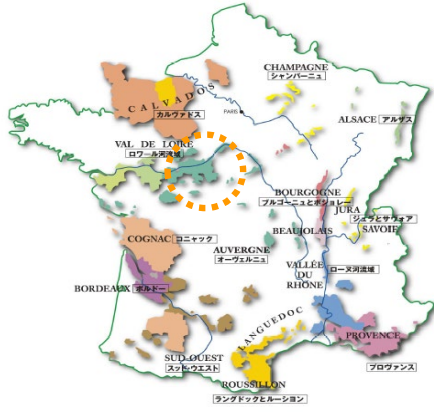 CHAMPAGNE
シャンパーニュ
CALVADOS
カルヴァドス
PARIS
ALSACE アルザス
VAL DE LOIRE
ロワール河流域
BOURGOGNE
ブルゴーニュとボジョレー
JURA
ジュラとサヴォア
SAVOIE
BEAUJOLAIS
COGNAC コニャック
AUVERGNE
オーヴェルニュ
VALLÉE
DU
RHÔNE
ローヌ河流域
BORDEAUX ボルドー
LANGUEDOC
PROVENCE
プロヴァンス
SUD-OUEST
スッド・ウエスト
ROUSSILLON
ラングドックとルーション